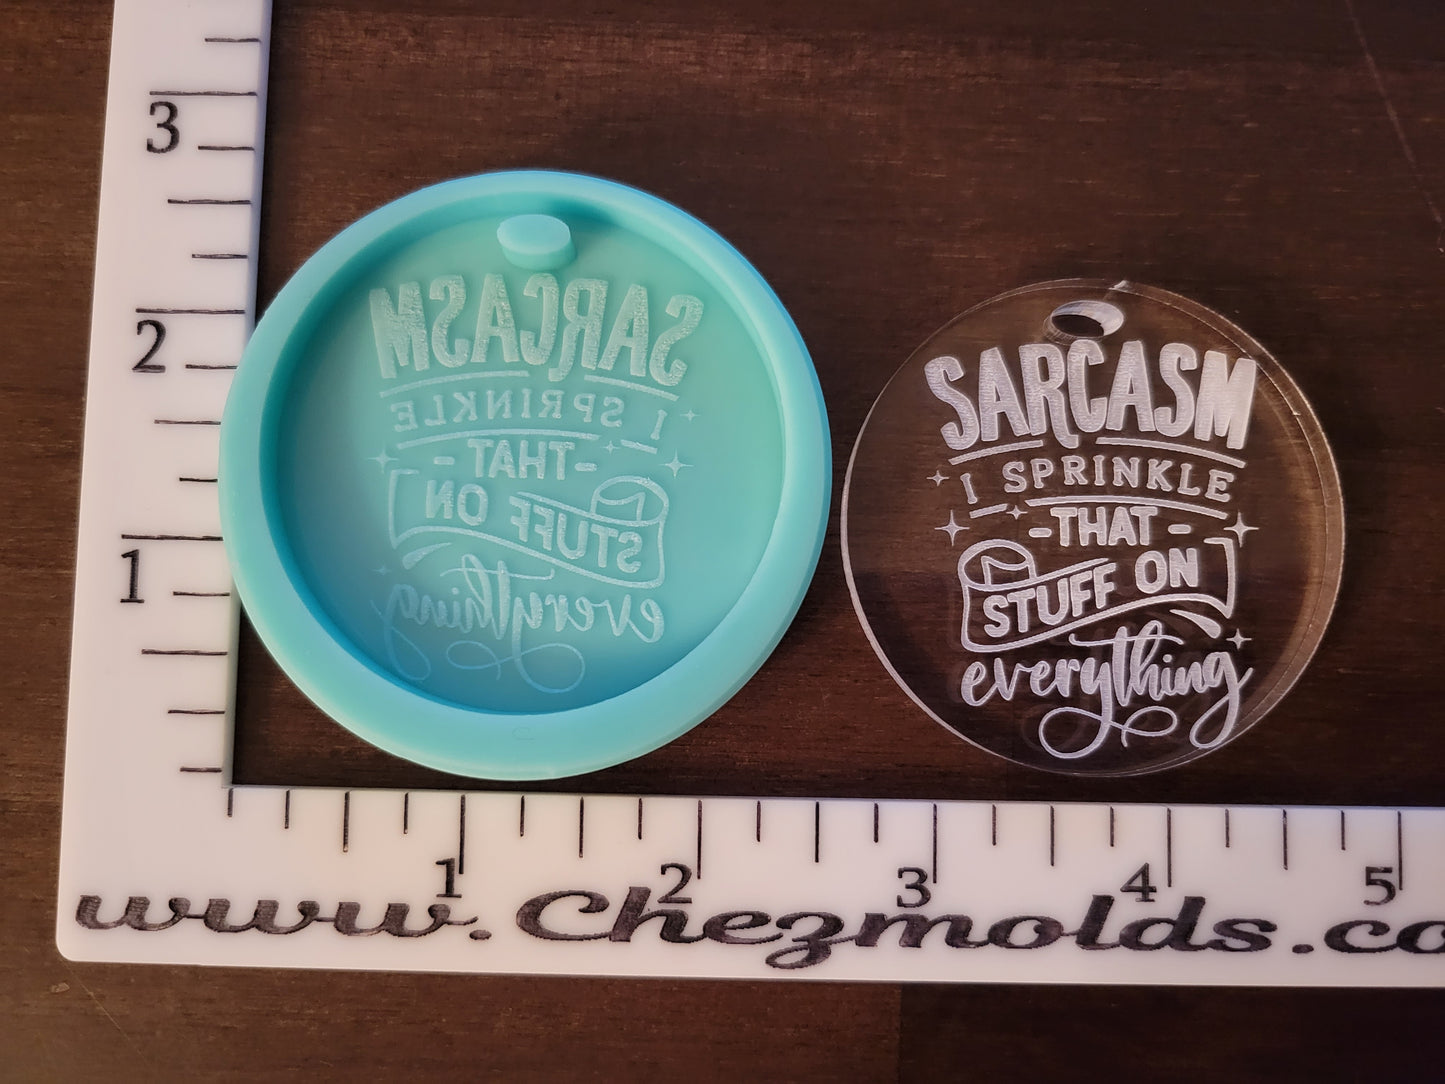 3
2
1
SARCASM
I SPRINKLE
-THAT-
STUFF ON
everything
SARCASM
I SPRINKLE
-THAT-
STUFF ON
everything
1 2 3 4 5
www.Chezmolds.co